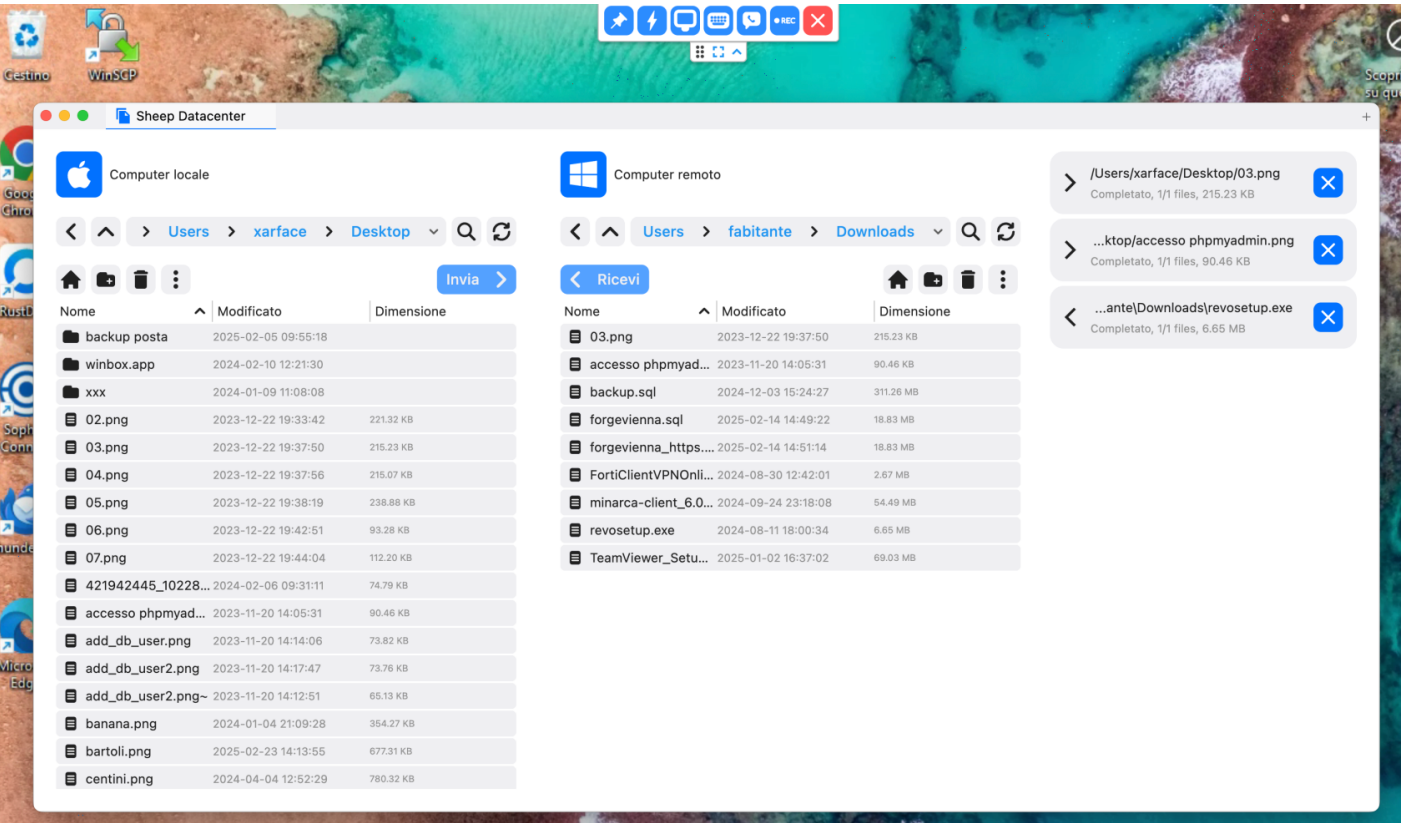 REC
Cestino
WinSCP
Scopri
su qu
Sheep Datacenter
Computer locale
Computer remoto
Users > xarface > Desktop
Users > fabitante > Downloads
Invia
Ricevi
Nome Modificato Dimensione
backup posta 2025-02-05 09:55:18
winbox.app 2024-02-10 12:21:30
xxx 2024-01-09 11:08:08
02.png 2023-12-22 19:33:42 221.32 KB
03.png 2023-12-22 19:37:50 215.23 KB
04.png 2023-12-22 19:37:56 215.07 KB
05.png 2023-12-22 19:38:19 238.88 KB
06.png 2023-12-22 19:42:51 93.28 KB
07.png 2023-12-22 19:44:04 112.20 KB
421942445_10228... 2024-02-06 09:31:11 74.79 KB
accesso phpmyad... 2023-11-20 14:05:31 90.46 KB
add_db_user.png 2023-11-20 14:14:06 73.82 KB
add_db_user2.png 2023-11-20 14:17:47 73.76 KB
add_db_user2.png~ 2023-11-20 14:12:51 65.13 KB
banana.png 2024-01-04 21:09:28 354.27 KB
bartoli.png 2025-02-23 14:13:55 677.31 KB
centini.png 2024-04-04 12:52:29 780.32 KB
Nome Modificato Dimensione
03.png 2023-12-22 19:37:50 215.23 KB
accesso phpmyad... 2023-11-20 14:05:31 90.46 KB
backup.sql 2024-12-03 15:24:27 311.26 MB
forgevienna.sql 2025-02-14 14:49:22 18.83 MB
forgevienna_https.... 2025-02-14 14:51:14 18.83 MB
FortiClientVPNOnli... 2024-08-30 12:42:01 2.67 MB
minarca-client_6.0... 2024-09-24 23:18:08 54.49 MB
revosetup.exe 2024-08-11 18:00:34 6.65 MB
TeamViewer_Setu... 2025-01-02 16:37:02 69.03 MB
/Users/xarface/Desktop/03.png
Completato, 1/1 files, 215.23 KB
...ktop/accesso phpmyadmin.png
Completato, 1/1 files, 90.46 KB
...ante\Downloads\revosetup.exe
Completato, 1/1 files, 6.65 MB
Goo
Chro
RustD
Soph
Conn
hunde
Micro
Edg